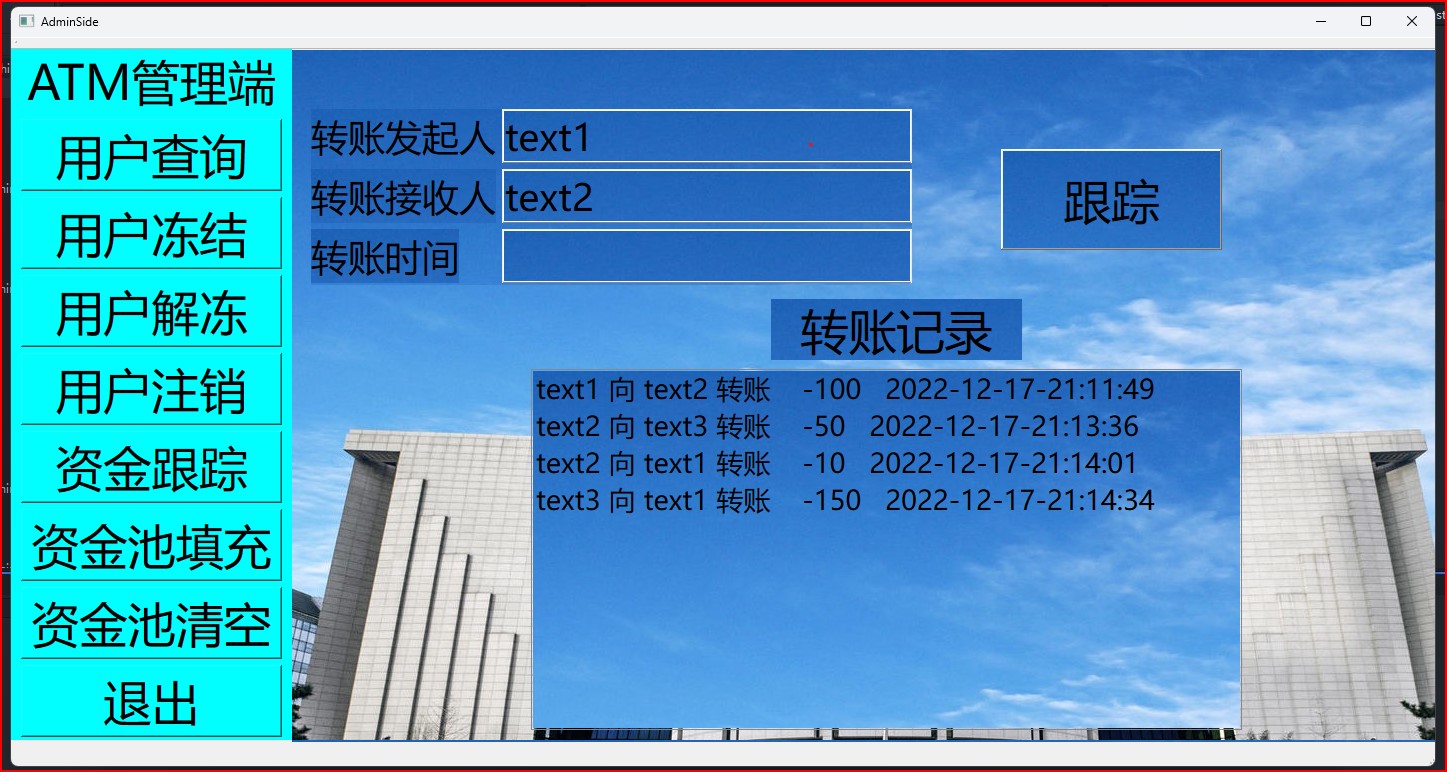 AdminSide
ATM管理端
用户查询
用户冻结
用户解冻
用户注销
资金跟踪
资金池填充
资金池清空
退出
转账发起人 text1
转账接收人 text2
转账时间
跟踪
转账记录
text1 向 text2 转账 -100 2022-12-17-21:11:49
text2 向 text3 转账 -50 2022-12-17-21:13:36
text2 向 text1 转账 -10 2022-12-17-21:14:01
text3 向 text1 转账 -150 2022-12-17-21:14:34